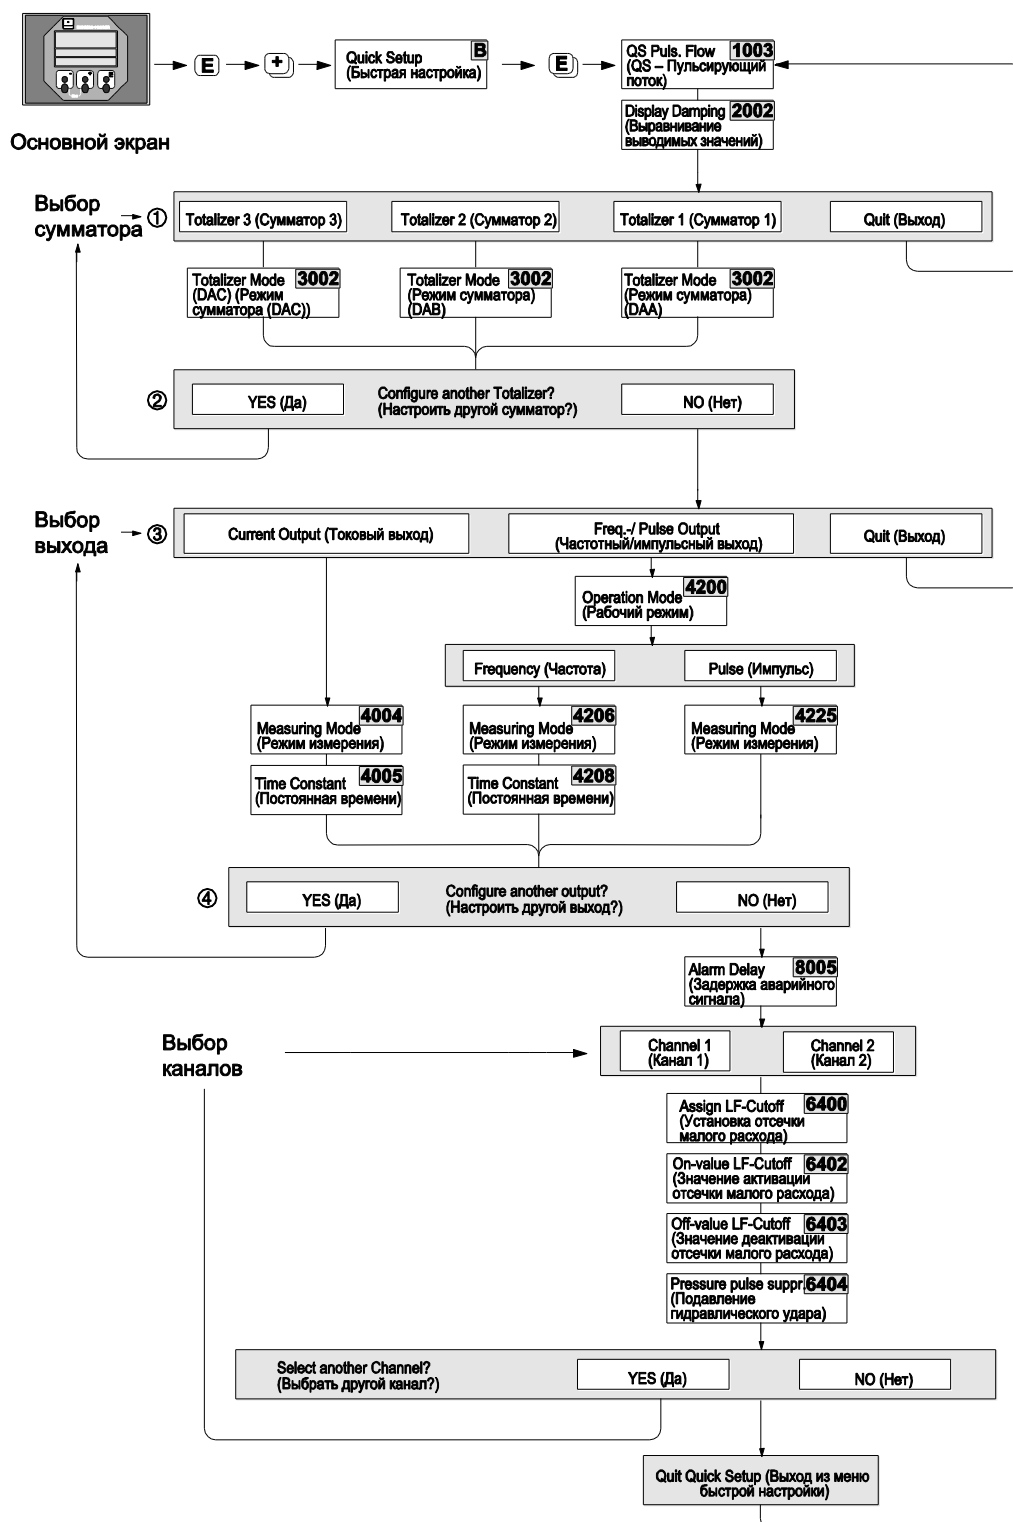 E
+
Quick Setup
B
(Быстрая настройка)
E
QS Puls. Flow
1003
(QS – Пульсирующий
поток)
Display Damping
2002
(Выравнивание
выводимых значений)
Основной экран
Выбор
сумматора
①
Totalizer 3 (Сумматор 3)
Totalizer 2 (Сумматор 2)
Totalizer 1 (Сумматор 1)
Quit (Выход)
Totalizer Mode
3002
(DAC) (Режим
сумматора (DAC))
Totalizer Mode
3002
(Режим сумматора)
(DAB)
Totalizer Mode
3002
(Режим сумматора)
(DAA)
②
YES (Да)
Configure another Totalizer?
(Настроить другой сумматор?)
NO (Нет)
Выбор
выхода
③
Current Output (Токовый выход)
Freq.-/ Pulse Output
(Частотный/импульсный выход)
Quit (Выход)
Operation Mode
4200
(Рабочий режим)
Frequency (Частота)
Pulse (Импульс)
Measuring Mode
4004
(Режим измерения)
Measuring Mode
4206
(Режим измерения)
Measuring Mode
4225
(Режим измерения)
Time Constant
4005
(Постоянная времени)
Time Constant
4208
(Постоянная времени)
④
YES (Да)
Configure another output?
(Настроить другой выход?)
NO (Нет)
Alarm Delay
8005
(Задержка аварийного
сигнала)
Выбор
каналов
Channel 1
(Канал 1)
Channel 2
(Канал 2)
Assign LF-Cutoff
6400
(Установка отсечки
малого расхода)
On-value LF-Cutoff
6402
(Значение активации
отсечки малого расхода)
Off-value LF-Cutoff
6403
(Значение деактивации
отсечки малого расхода)
Pressure pulse suppr.
6404
(Подавление
гидравлического удара)
Select another Channel?
(Выбрать другой канал?)
YES (Да)
NO (Нет)
Quit Quick Setup (Выход из меню
быстрой настройки)